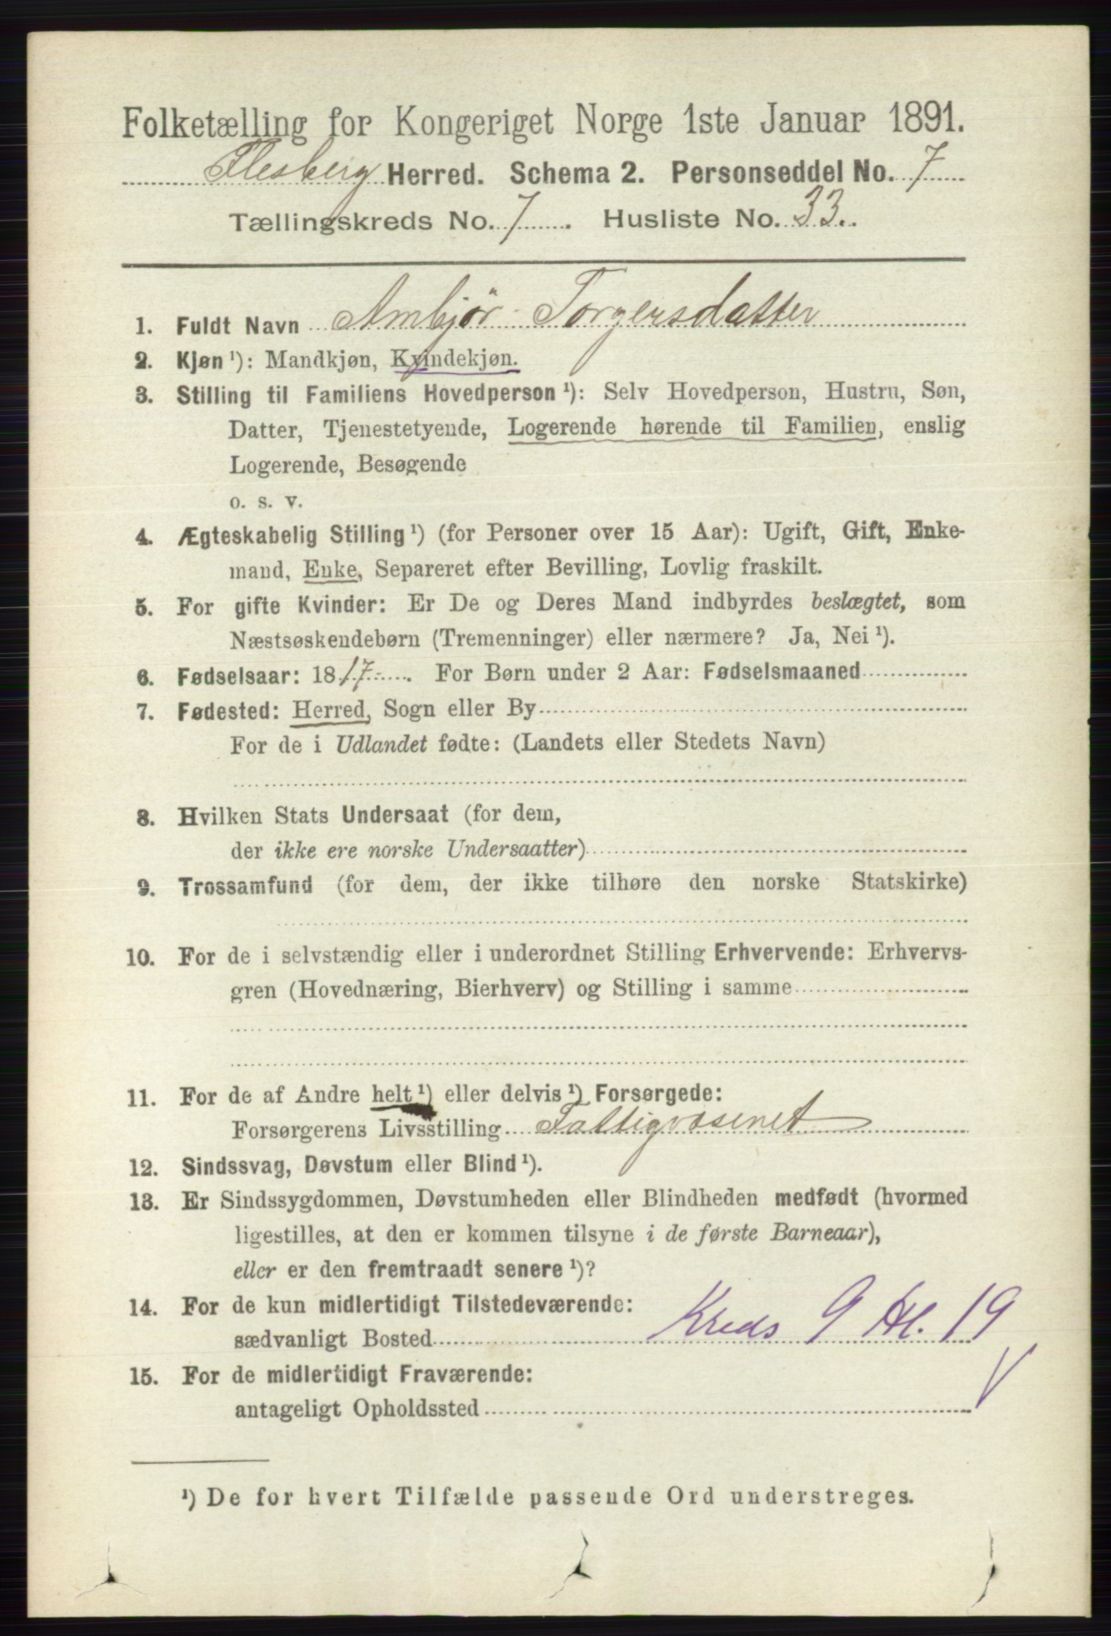 Folketælling for Kongeriget Norge 1ste Januar 1891.
Flesberg Herred. Schema 2. Personseddel No. 7
Tællingskreds No. 7. Husliste No. 33.
1. Fuldt Navn Ambjør Torgersdatter
2. Kjøn ¹): Mandkjøn, Kvindekjøn.
3. Stilling til Familiens Hovedperson ¹): Selv Hovedperson, Hustru, Søn,
Datter, Tjenestetyende, Logerende hørende til Familien, enslig
Logerende, Besøgende
o. s. v.
4. Ægteskabelig Stilling ¹) (for Personer over 15 Aar): Ugift, Gift, Enke-
mand, Enke, Separeret efter Bevilling, Lovlig fraskilt.
5. For gifte Kvinder: Er De og Deres Mand indbyrdes beslægtet, som
Næstsøskendebørn (Tremenninger) eller nærmere? Ja, Nei ¹).
6. Fødselsaar: 1817. For Børn under 2 Aar: Fødselsmaaned
7. Fødested: Herred, Sogn eller By
For de i Udlandet fødte: (Landets eller Stedets Navn)
8. Hvilken Stats Undersaat (for dem,
der ikke ere norske Undersaatter)
9. Trossamfund (for dem, der ikke tilhøre den norske Statskirke)
10. For de i selvstændig eller i underordnet Stilling Erhvervende: Erhvervs-
gren (Hovednæring, Bierhverv) og Stilling i samme
11. For de af Andre helt ¹) eller delvis ¹) Forsørgede:
Forsørgerens Livsstilling Fattigvæsenet
12. Sindssvag, Døvstum eller Blind ¹).
13. Er Sindssygdommen, Døvstumheden eller Blindheden medfødt (hvormed
ligestilles, at den er kommen tilsyne i de første Barneaar),
eller er den fremtraadt senere ¹)?
14. For de kun midlertidigt Tilstedeværende:
sædvanligt Bosted Kreds 9 Hl. 19
15. For de midlertidigt Fraværende:
antageligt Opholdssted
¹) De for hvert Tilfælde passende Ord understreges.